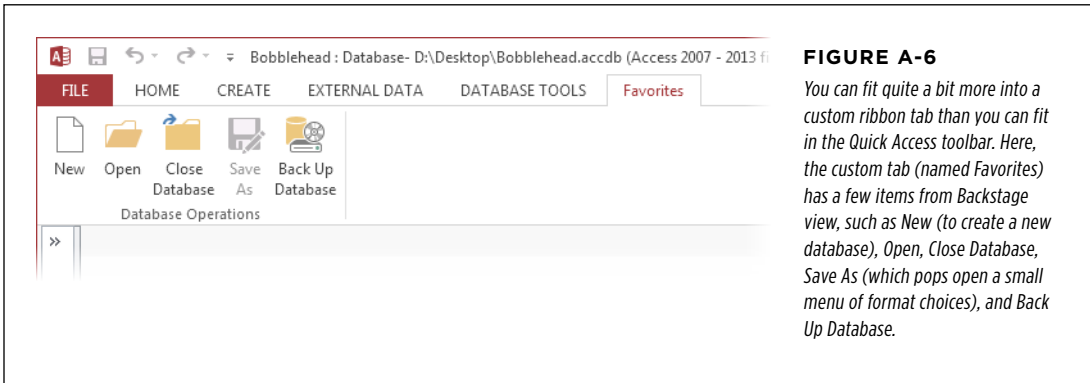 Bobblehead : Database- D:\Desktop\Bobblehead.accdb (Access 2007 - 2013 fi
FILE HOME CREATE EXTERNAL DATA DATABASE TOOLS Favorites
New Open Close Database Save As Back Up Database
Database Operations
»
FIGURE A-6
You can fit quite a bit more into a
custom ribbon tab than you can fit
in the Quick Access toolbar. Here,
the custom tab (named Favorites)
has a few items from Backstage
view, such as New (to create a new
database), Open, Close Database,
Save As (which pops open a small
menu of format choices), and Back
Up Database.